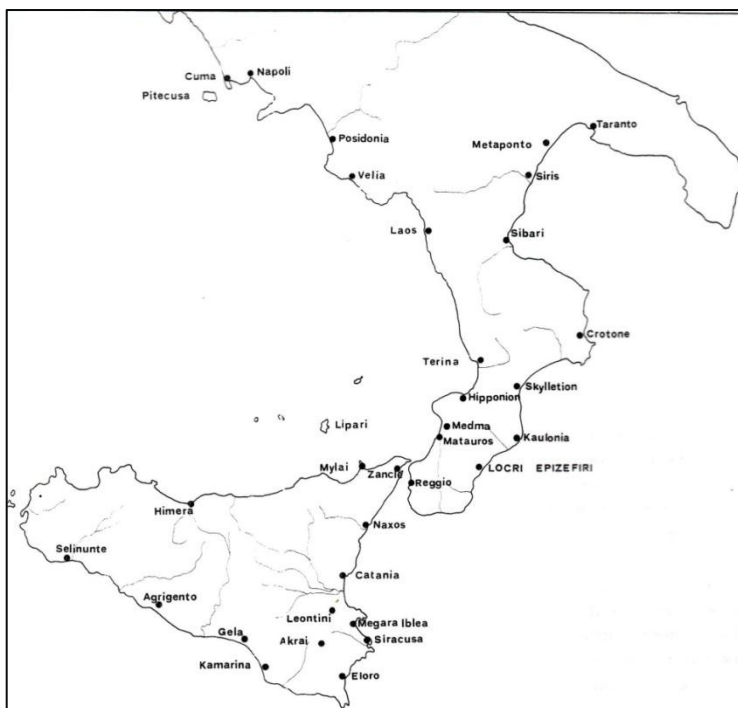 Cuma
Napoli
Pitecusa
Taranto
Posidonia
Metaponto
Velia
Siris
Laos
Sibari
Crotone
Terina
Skylletion
Hipponion
Lipari
Medma
Matauros
Kaulonia
Mylai
Zancle
LOCRI EPIZEFIRI
Reggio
Himera
Naxos
Selinunte
Catania
Agrigento
Leontini
Megara Iblea
Gela
Akrai
Siracusa
Kamarina
Eloro